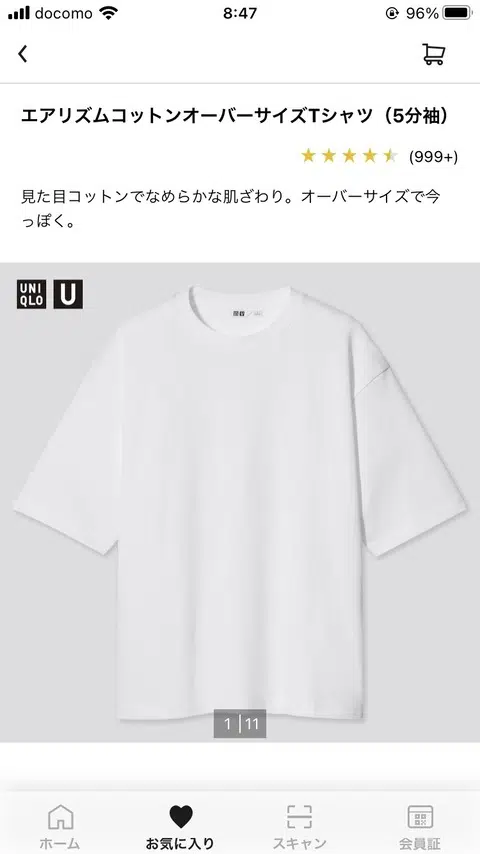 docomo 8:47 96%
エアリズムコットンオーバーサイズTシャツ（5分袖）
(999+)
見た目コットンでなめらかな肌ざわり。オーバーサイズで今
っぽく。
UNI
QLO
U
1 | 11
ホーム お気に入り スキャン 会員証